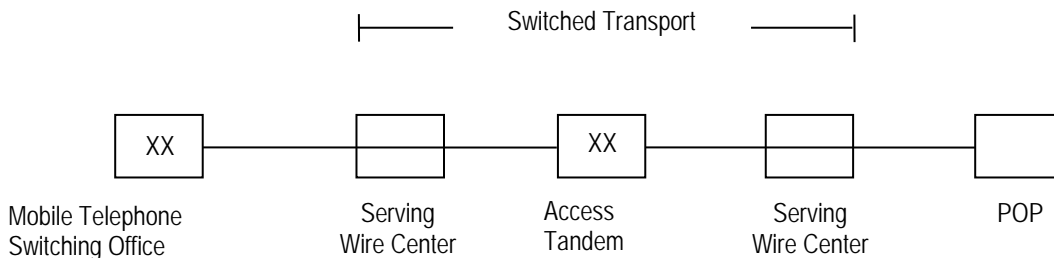 Switched Transport
XX
XX
Mobile Telephone
Switching Office
Serving
Wire Center
Access
Tandem
Serving
Wire Center
POP